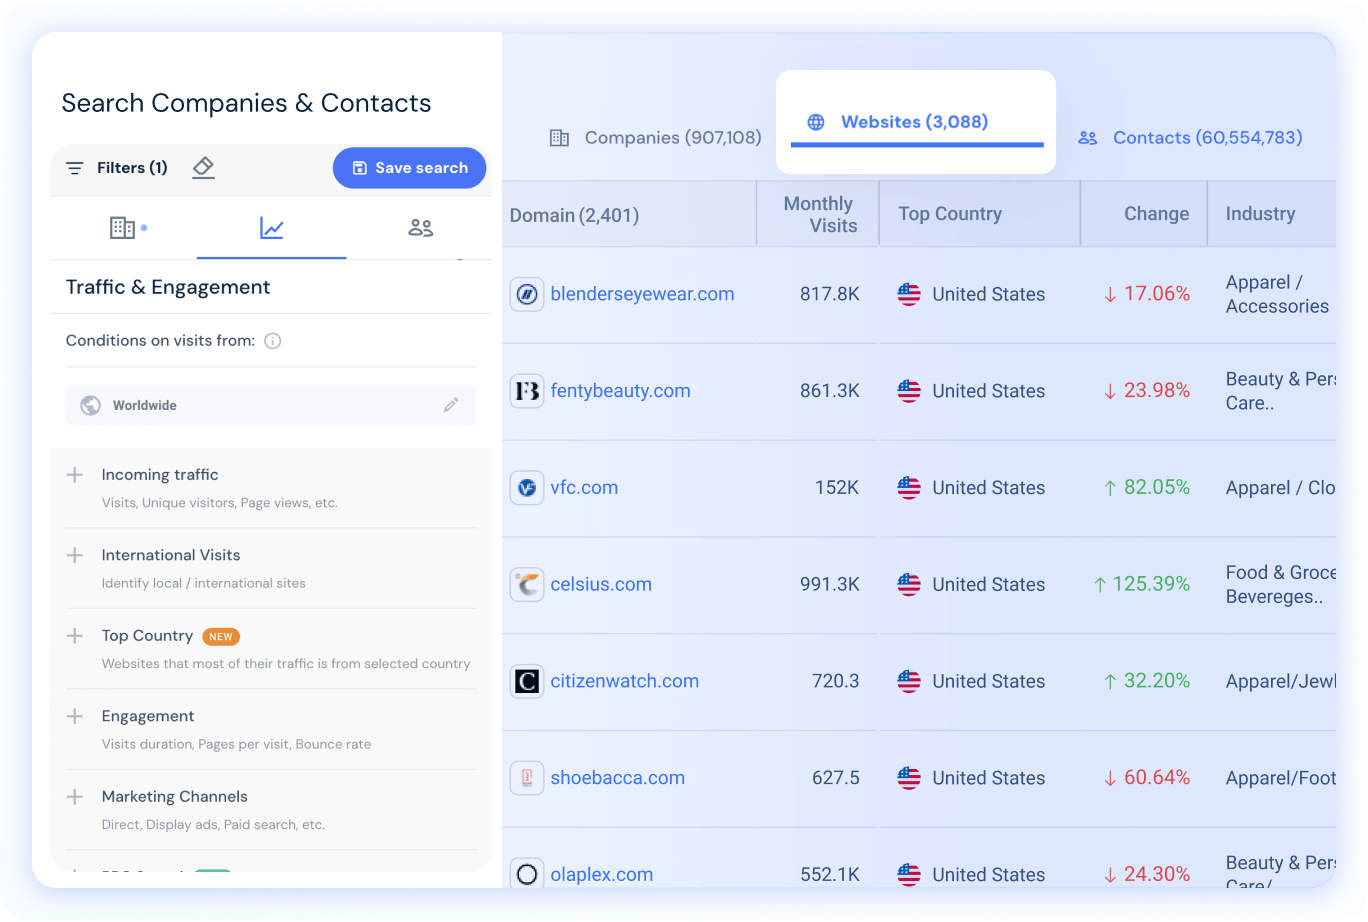 Search Companies & Contacts
Filters (1)
Save search
Traffic & Engagement
Conditions on visits from:
Worldwide
Incoming traffic
Visits, Unique visitors, Page views, etc.
International Visits
Identify local / international sites
Top Country NEW
Websites that most of their traffic is from selected country
Engagement
Visits duration, Pages per visit, Bounce rate
Marketing Channels
Direct, Display ads, Paid search, etc.
Companies (907,108)
Websites (3,088)
Contacts (60,554,783)
Domain (2,401)
Monthly
Visits
Top Country
Change
Industry
blenderseyewear.com 817.8K United States ↓ 17.06% Apparel /
Accessories
fentybeauty.com 861.3K United States ↓ 23.98% Beauty & Per
Care..
vfc.com 152K United States ↑ 82.05% Apparel / Clo
celsius.com 991.3K United States ↑ 125.39% Food & Groce
Bevereges..
C citizenwatch.com 720.3 United States ↑ 32.20% Apparel/Jewl
shoebacca.com 627.5 United States ↓ 60.64% Apparel/Foot
olaplex.com 552.1K United States ↓ 24.30% Beauty & Per
Care/